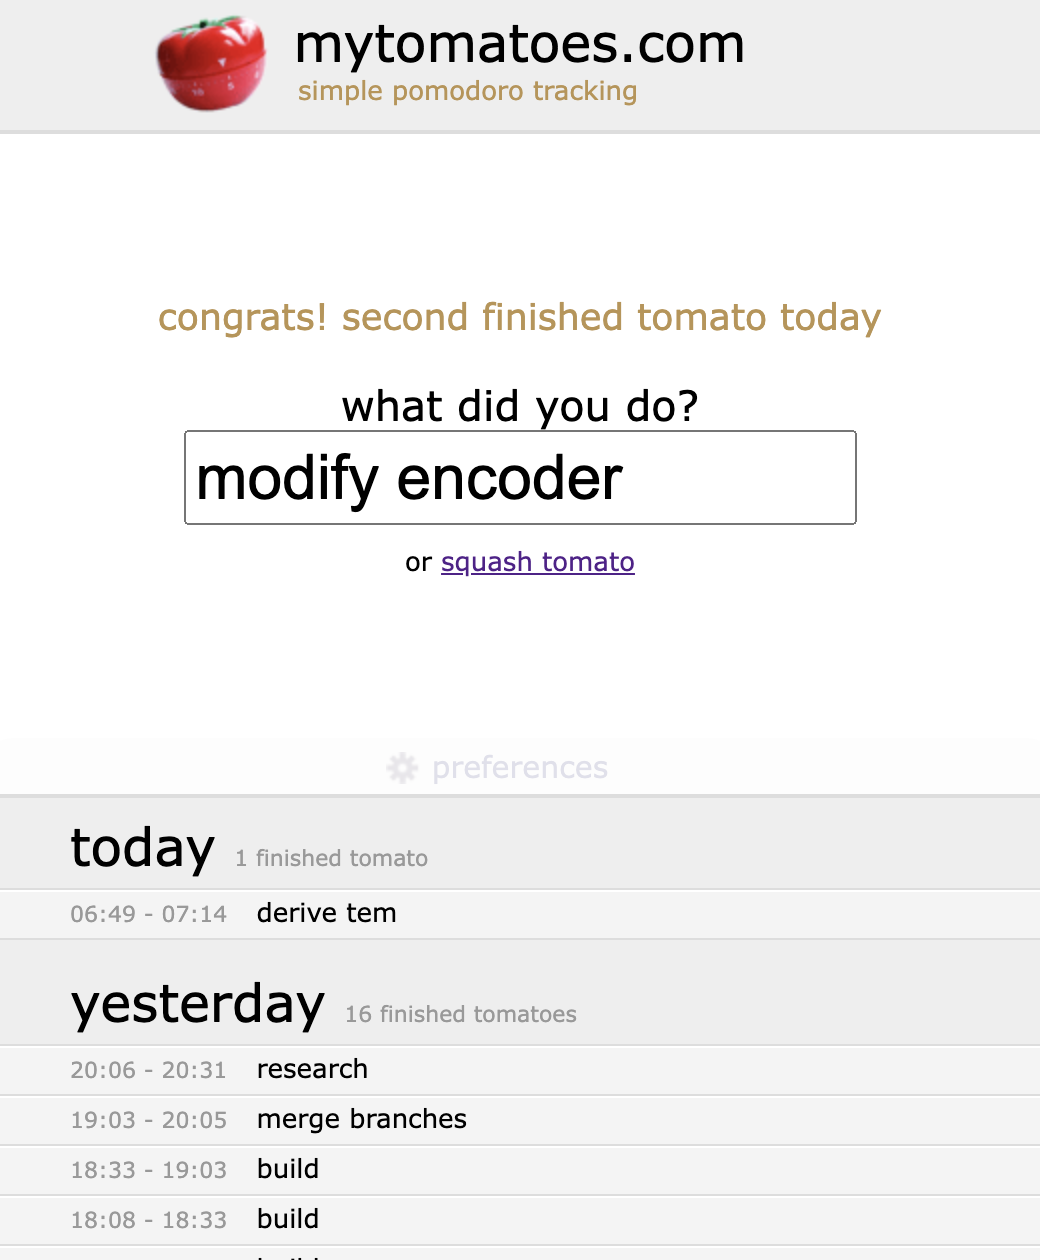 mytomatoes.com
simple pomodoro tracking
congrats! second finished tomato today
what did you do?
modify encoder
or squash tomato
preferences
today 1 finished tomato
06:49 - 07:14 derive tem
yesterday 16 finished tomatoes
20:06 - 20:31 research
19:03 - 20:05 merge branches
18:33 - 19:03 build
18:08 - 18:33 build